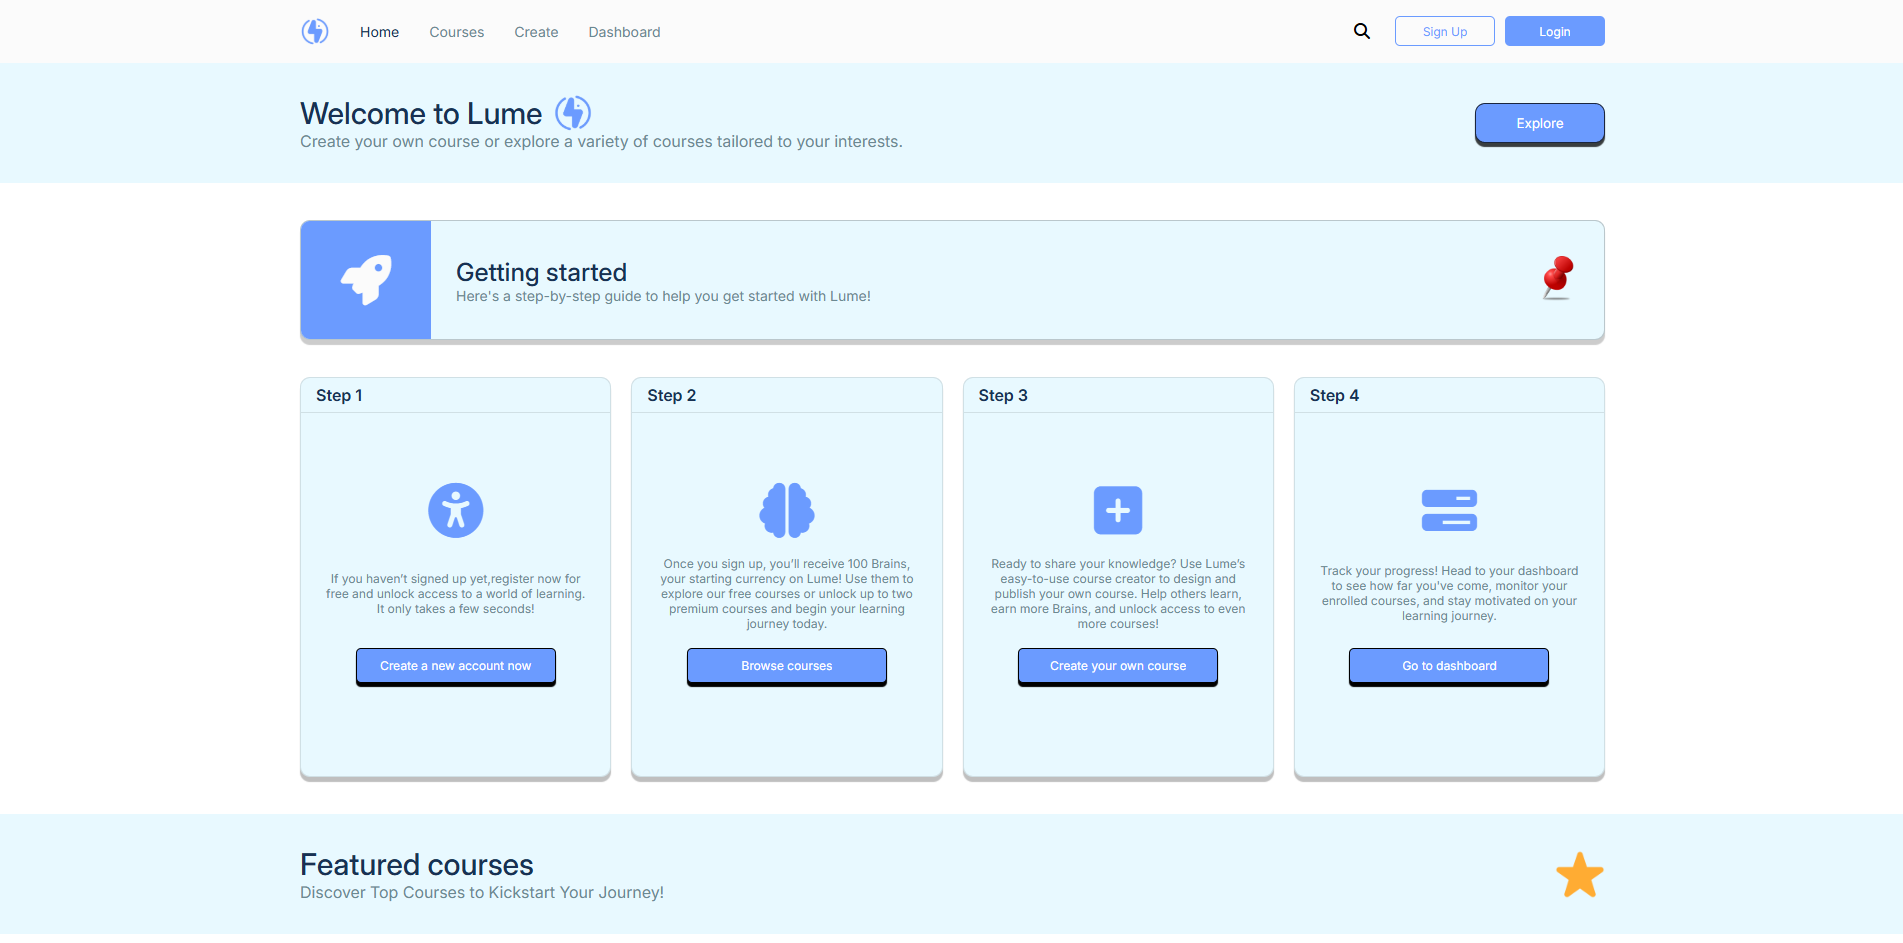 Home Courses Create Dashboard Sign Up Login
Welcome to Lume
Create your own course or explore a variety of courses tailored to your interests.
Explore
Getting started
Here's a step-by-step guide to help you get started with Lume!
Step 1
If you haven’t signed up yet,register now for
free and unlock access to a world of learning.
It only takes a few seconds!
Create a new account now
Step 2
Once you sign up, you’ll receive 100 Brains,
your starting currency on Lume! Use them to
explore our free courses or unlock up to two
premium courses and begin your learning
journey today.
Browse courses
Step 3
Ready to share your knowledge? Use Lume’s
easy-to-use course creator to design and
publish your own course. Help others learn,
earn more Brains, and unlock access to even
more courses!
Create your own course
Step 4
Track your progress! Head to your dashboard
to see how far you've come, monitor your
enrolled courses, and stay motivated on your
learning journey.
Go to dashboard
Featured courses
Discover Top Courses to Kickstart Your Journey!